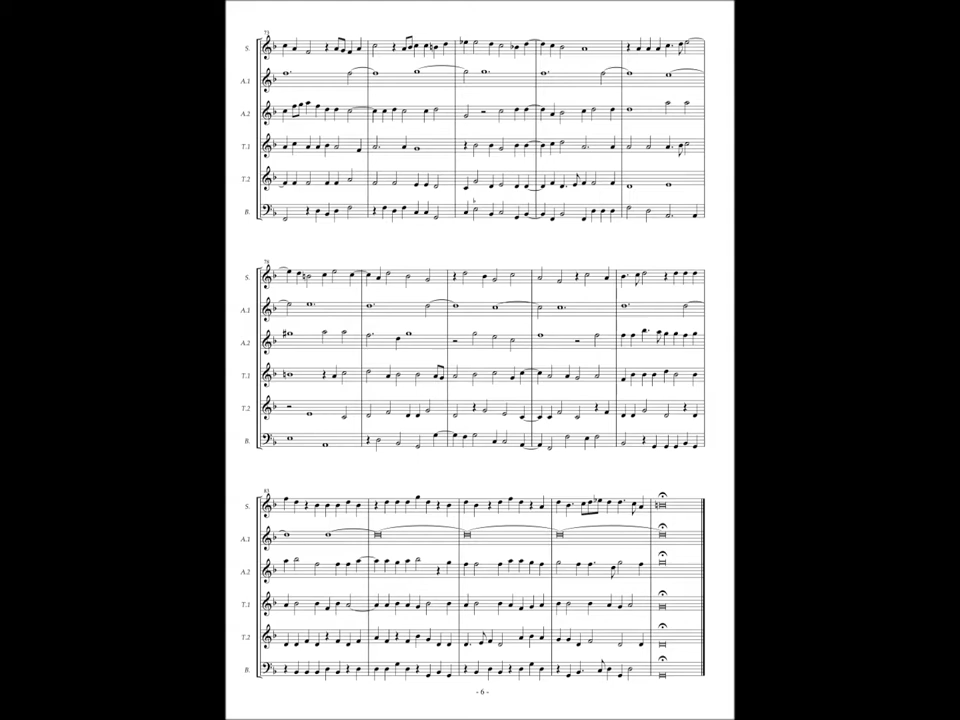 73
S.
A.1
A.2
T.1
T.2
B.
78
S.
A.1
A.2
T.1
T.2
B.
83
S.
A.1
A.2
T.1
T.2
B.
- 6 -